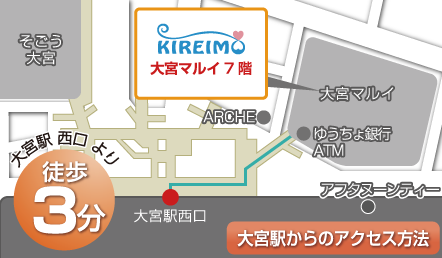 そごう
大宮
KIREIMO
大宮マルイ 7 階
大宮マルイ
ARCHE
ゆうちょ銀行
ATM
大宮駅 西口 より
徒歩
3分
大宮駅西口
アフタヌーンティー
大宮駅からのアクセス方法